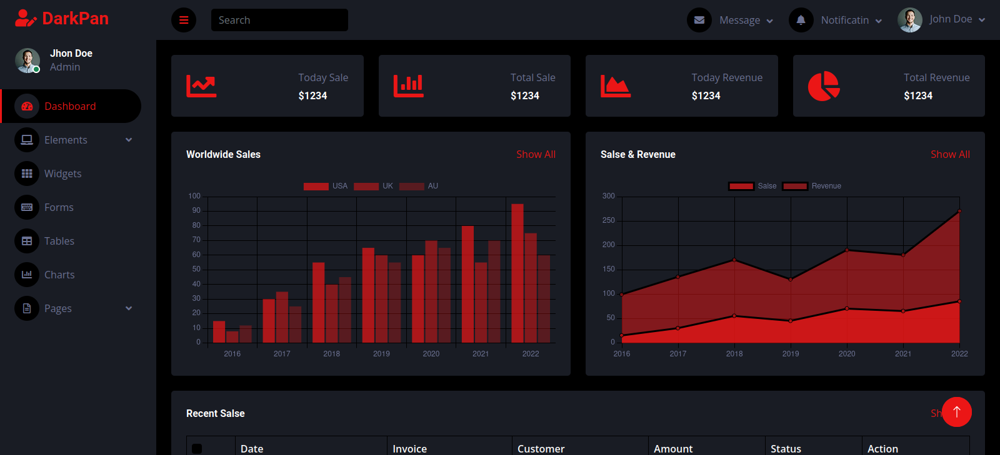 DarkPan
Search
Message
Notificatin
John Doe
Jhon Doe
Admin
Dashboard
Elements
Widgets
Forms
Tables
Charts
Pages
Today Sale
$1234
Total Sale
$1234
Today Revenue
$1234
Total Revenue
$1234
Worldwide Sales
Show All
USA UK AU
100
90
80
70
60
50
40
30
20
10
0
2016 2017 2018 2019 2020 2021 2022
Salse & Revenue
Show All
Salse Revenue
300
250
200
150
100
50
0
2016 2017 2018 2019 2020 2021 2022
Recent Salse
Sh
Date Invoice Customer Amount Status Action